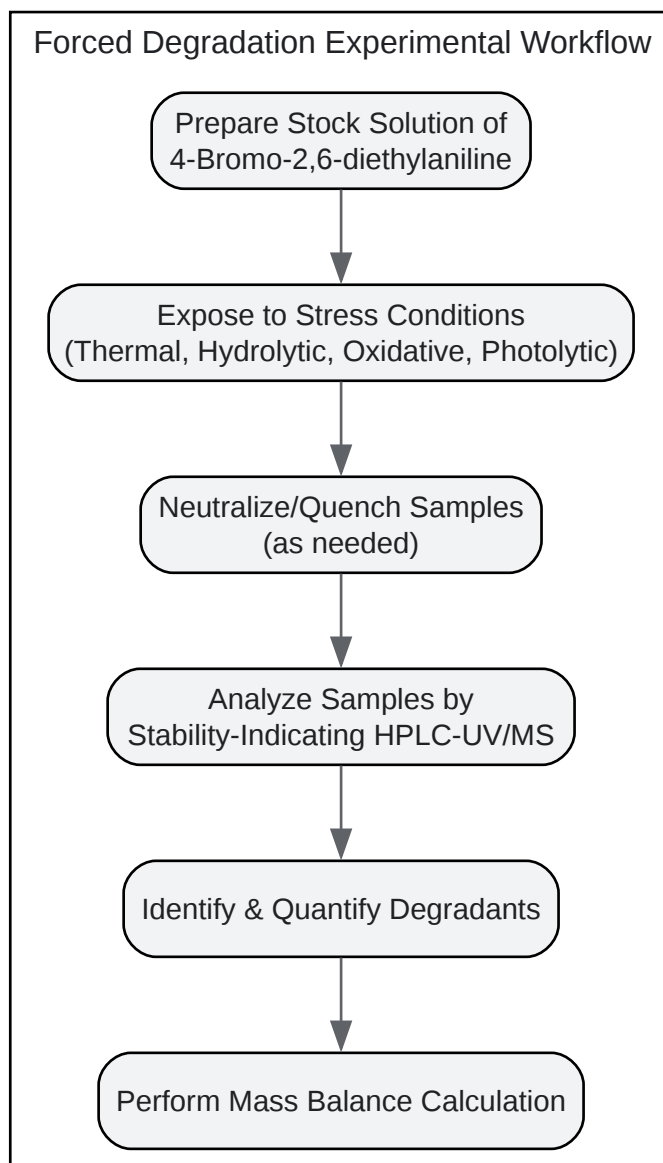 Forced Degradation Experimental Workflow
Prepare Stock Solution of
4-Bromo-2,6-diethylaniline
Expose to Stress Conditions
(Thermal, Hydrolytic, Oxidative, Photolytic)
Neutralize/Quench Samples
(as needed)
Analyze Samples by
Stability-Indicating HPLC-UV/MS
Identify & Quantify Degradants
Perform Mass Balance Calculation